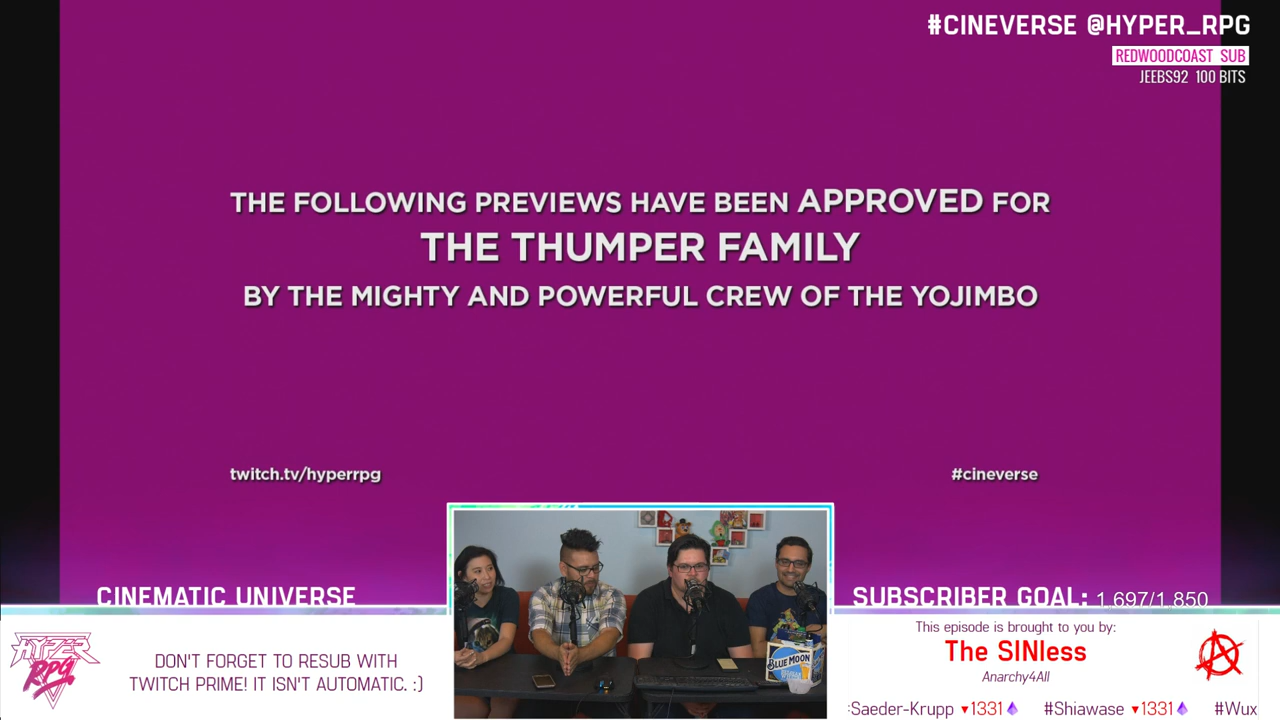 #CINEVERSE @HYPER_RPG
REDWOODCOAST SUB
JEEBS92 100 BITS
THE FOLLOWING PREVIEWS HAVE BEEN APPROVED FOR
THE THUMPER FAMILY
BY THE MIGHTY AND POWERFUL CREW OF THE YOJIMBO
twitch.tv/hyperrpg
#cineverse
CINEMATIC UNIVERSE
SUBSCRIBER GOAL: 1,697/1,850
HYPER
RPG
DON'T FORGET TO RESUB WITH
TWITCH PRIME! IT ISN'T AUTOMATIC. :)
BLUE MOON
This episode is brought to you by:
The SINless
Anarchy4All
#Saeder-Krupp ▼1331 #Shiawase ▼1331 #Wux